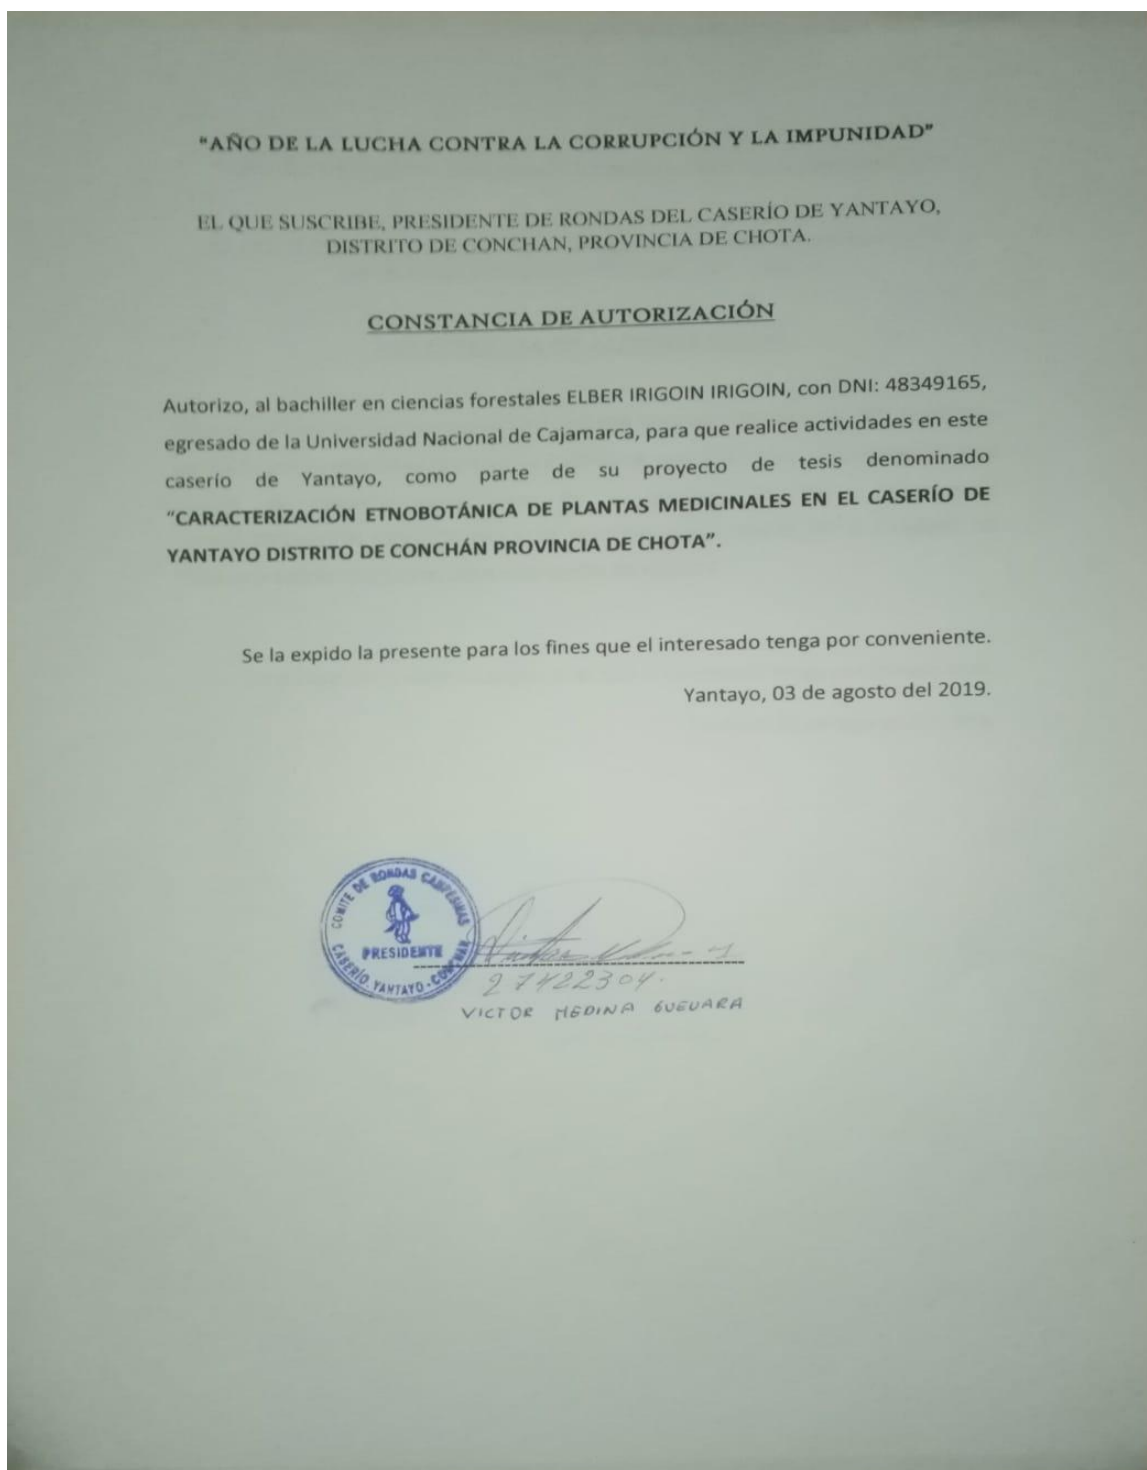 “AÑO DE LA LUCHA CONTRA LA CORRUPCIÓN Y LA IMPUNIDAD”
EL QUE SUSCRIBE, PRESIDENTE DE RONDAS DEL CASERÍO DE YANTAYO,
DISTRITO DE CONCHAN, PROVINCIA DE CHOTA.
CONSTANCIA DE AUTORIZACIÓN
Autorizo, al bachiller en ciencias forestales ELBER IRIGOIN IRIGOIN, con DNI: 48349165,
egresado de la Universidad Nacional de Cajamarca, para que realice actividades en este
caserío de Yantayo, como parte de su proyecto de tesis denominado
“CARACTERIZACIÓN ETNOBOTÁNICA DE PLANTAS MEDICINALES EN EL CASERÍO DE
YANTAYO DISTRITO DE CONCHÁN PROVINCIA DE CHOTA”.
Se la expido la presente para los fines que el interesado tenga por conveniente.
Yantayo, 03 de agosto del 2019.
COMITE DE RONDAS CAMPESINAS
PRESIDENTE
CASERÍO YANTAYO - CONCHAN
27422304.
VICTOR MEDINA GUEVARA